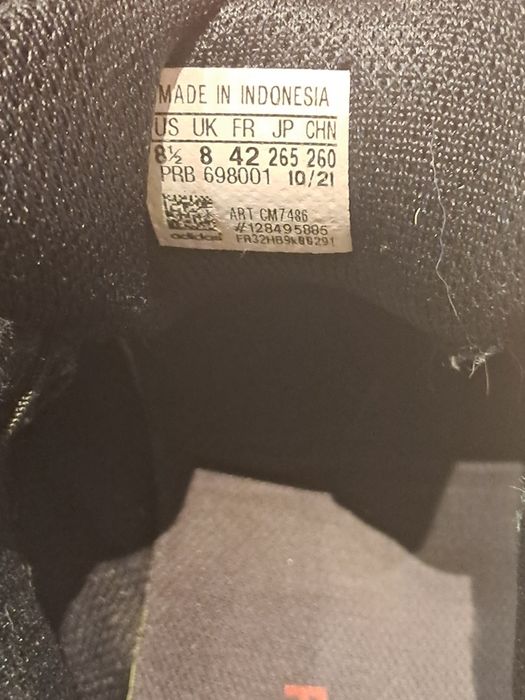 MADE IN INDONESIA
US UK FR JP CHN
8½ 8 42 265 260
PRB 698001 10/21
ART CM7486
#128495885
adidas FR32HB9k00291